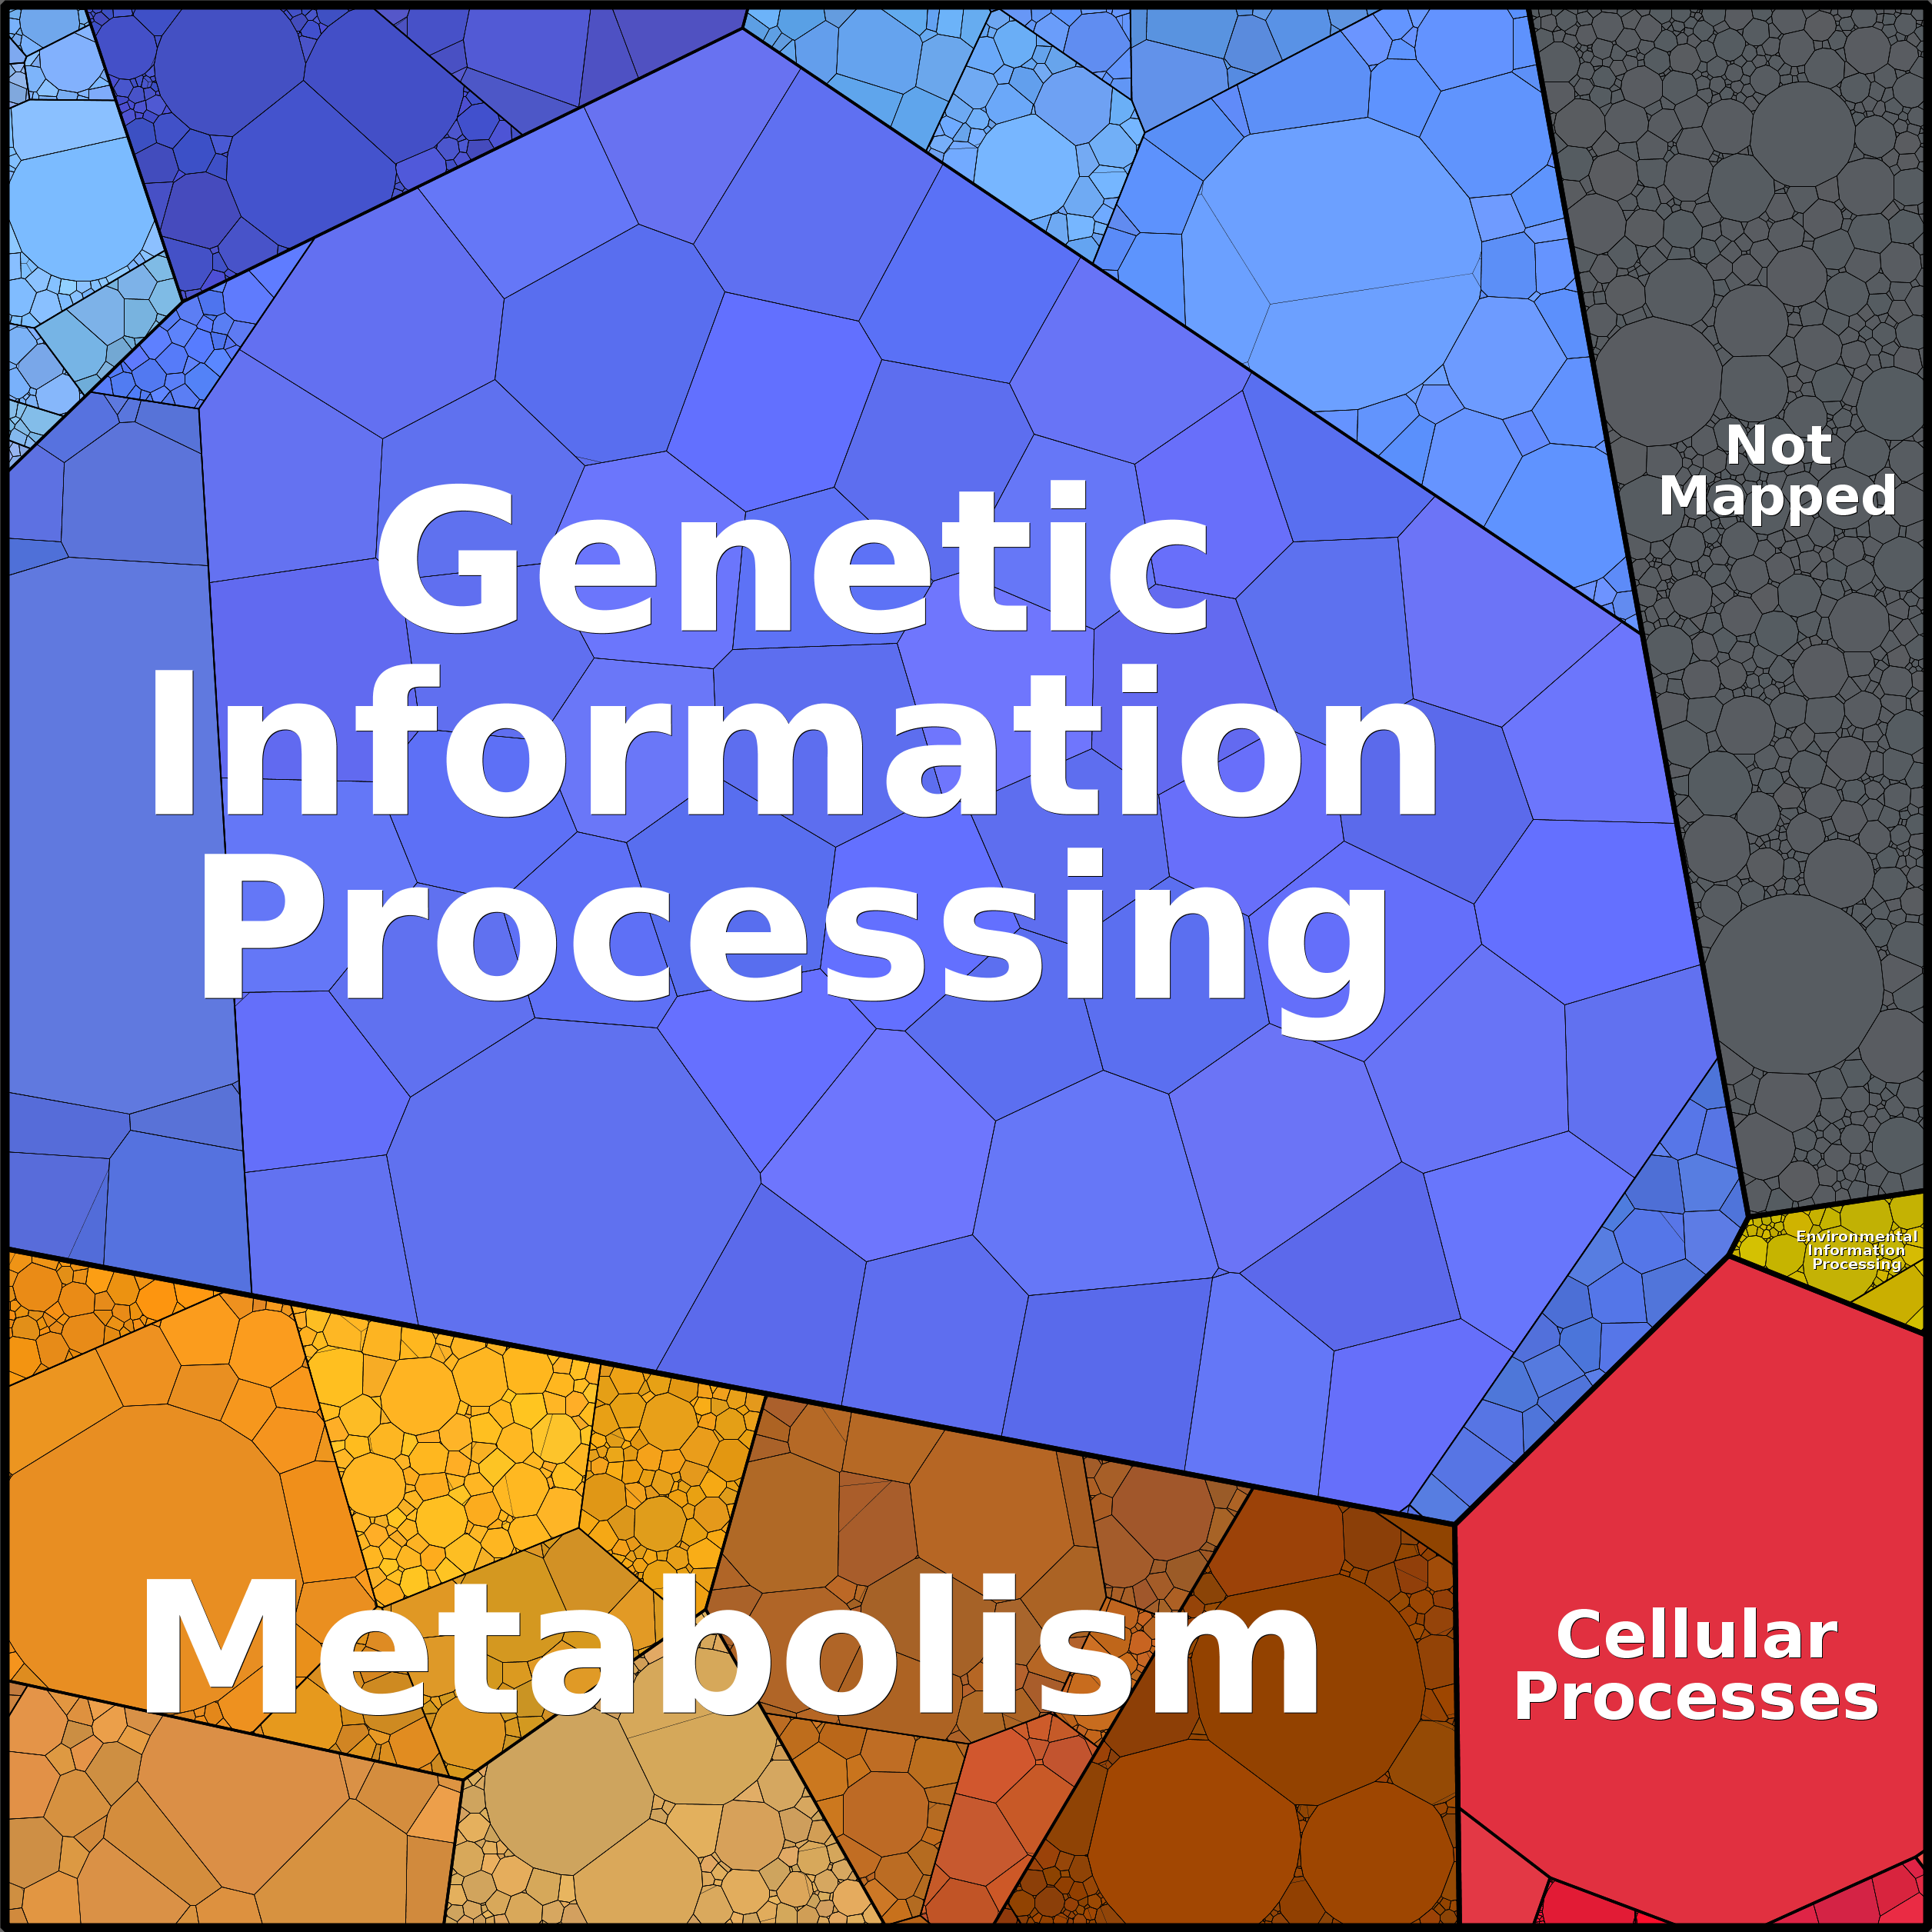 Genetic
Information
Processing
Not
Mapped
Environmental
Information
Processing
Metabolism
Cellular
Processes